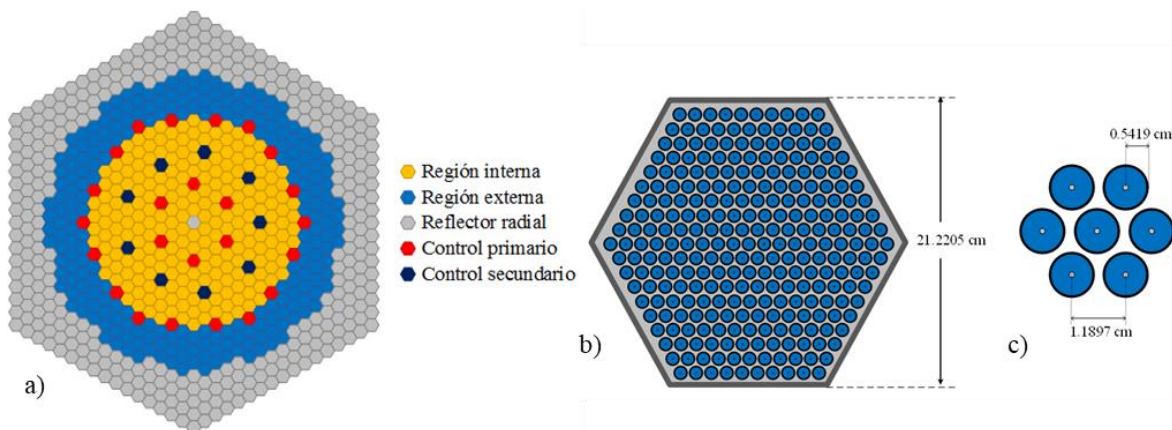 Región interna
Región externa
Reflector radial
Control primario
Control secundario
a)
21.2205 cm
b)
0.5419 cm
1.1897 cm
c)